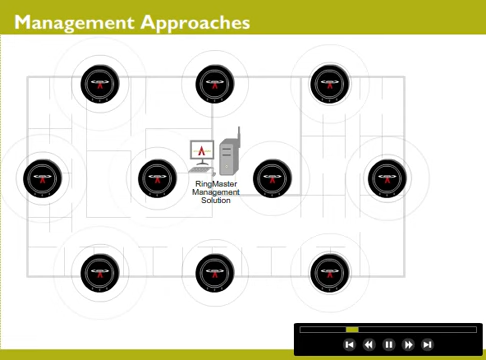 Management Approaches
RingMaster
Management
Solution